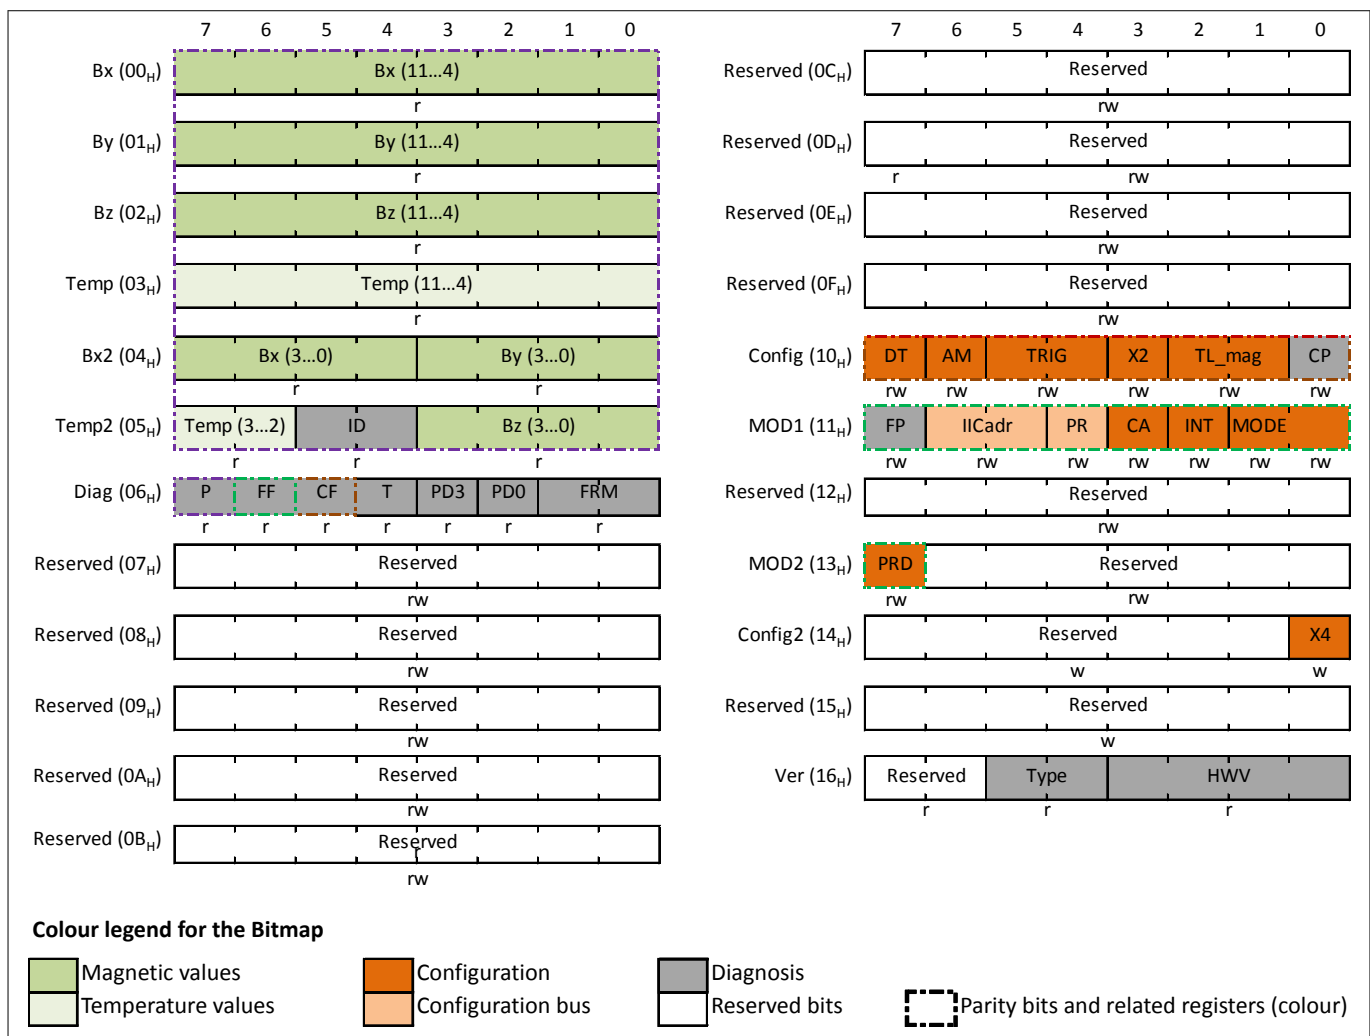 7 6 5 4 3 2 1 0
Bx (00H) Bx (11...4)
r
By (01H) By (11...4)
r
Bz (02H) Bz (11...4)
r
Temp (03H) Temp (11...4)
r
Bx2 (04H) Bx (3...0) By (3...0)
r r
Temp2 (05H) Temp (3...2) ID Bz (3...0)
r r r
Diag (06H) P FF CF T PD3 PD0 FRM
r r r r r r r
Reserved (07H) Reserved
rw
Reserved (08H) Reserved
rw
Reserved (09H) Reserved
rw
Reserved (0AH) Reserved
rw
Reserved (0BH) Reserved
r
rw
7 6 5 4 3 2 1 0
Reserved (0CH) Reserved
rw
Reserved (0DH) Reserved
r rw
Reserved (0EH) Reserved
rw
Reserved (0FH) Reserved
rw
Config (10H) DT AM TRIG X2 TL_mag CP
rw rw rw rw rw rw
MOD1 (11H) FP IICadr PR CA INT MODE
rw rw rw rw rw rw rw
Reserved (12H) Reserved
rw
MOD2 (13H) PRD Reserved
rw rw
Config2 (14H) Reserved X4
w w
Reserved (15H) Reserved
w
Ver (16H) Reserved Type HWV
r r r
Colour legend for the Bitmap
Magnetic values Configuration Diagnosis
Temperature values Configuration bus Reserved bits Parity bits and related registers (colour)